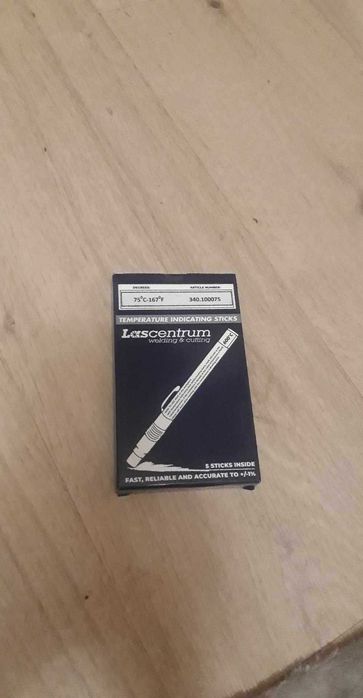 DEGREES: ARTICLE NUMBER:
75°C-167°F 340.100075
TEMPERATURE INDICATING STICKS
Lascentrum
welding & cutting
5 STICKS INSIDE
FAST, RELIABLE AND ACCURATE TO +/-1%